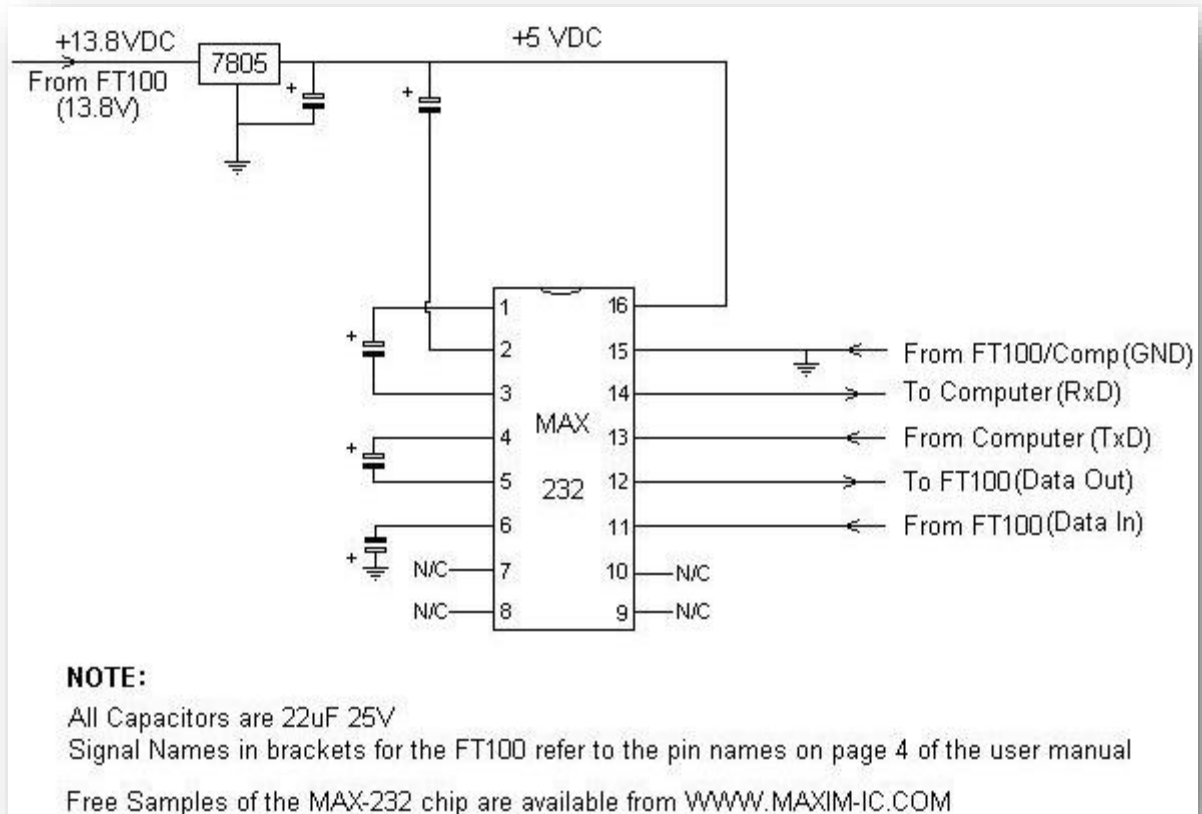 +13.8VDC
7805
+5 VDC
From FT100
(13.8V)
+
+
1
16
+
2
15
From FT100/Comp(GND)
3
14
To Computer(RxD)
MAX
+
4
13
From Computer(TxD)
5
232
12
To FT100(Data Out)
6
11
From FT100(Data In)
+
N/C
7
10
N/C
N/C
8
9
N/C
NOTE:
All Capacitors are 22uF 25V
Signal Names in brackets for the FT100 refer to the pin names on page 4 of the user manual
Free Samples of the MAX-232 chip are available from WWW.MAXIM-IC.COM